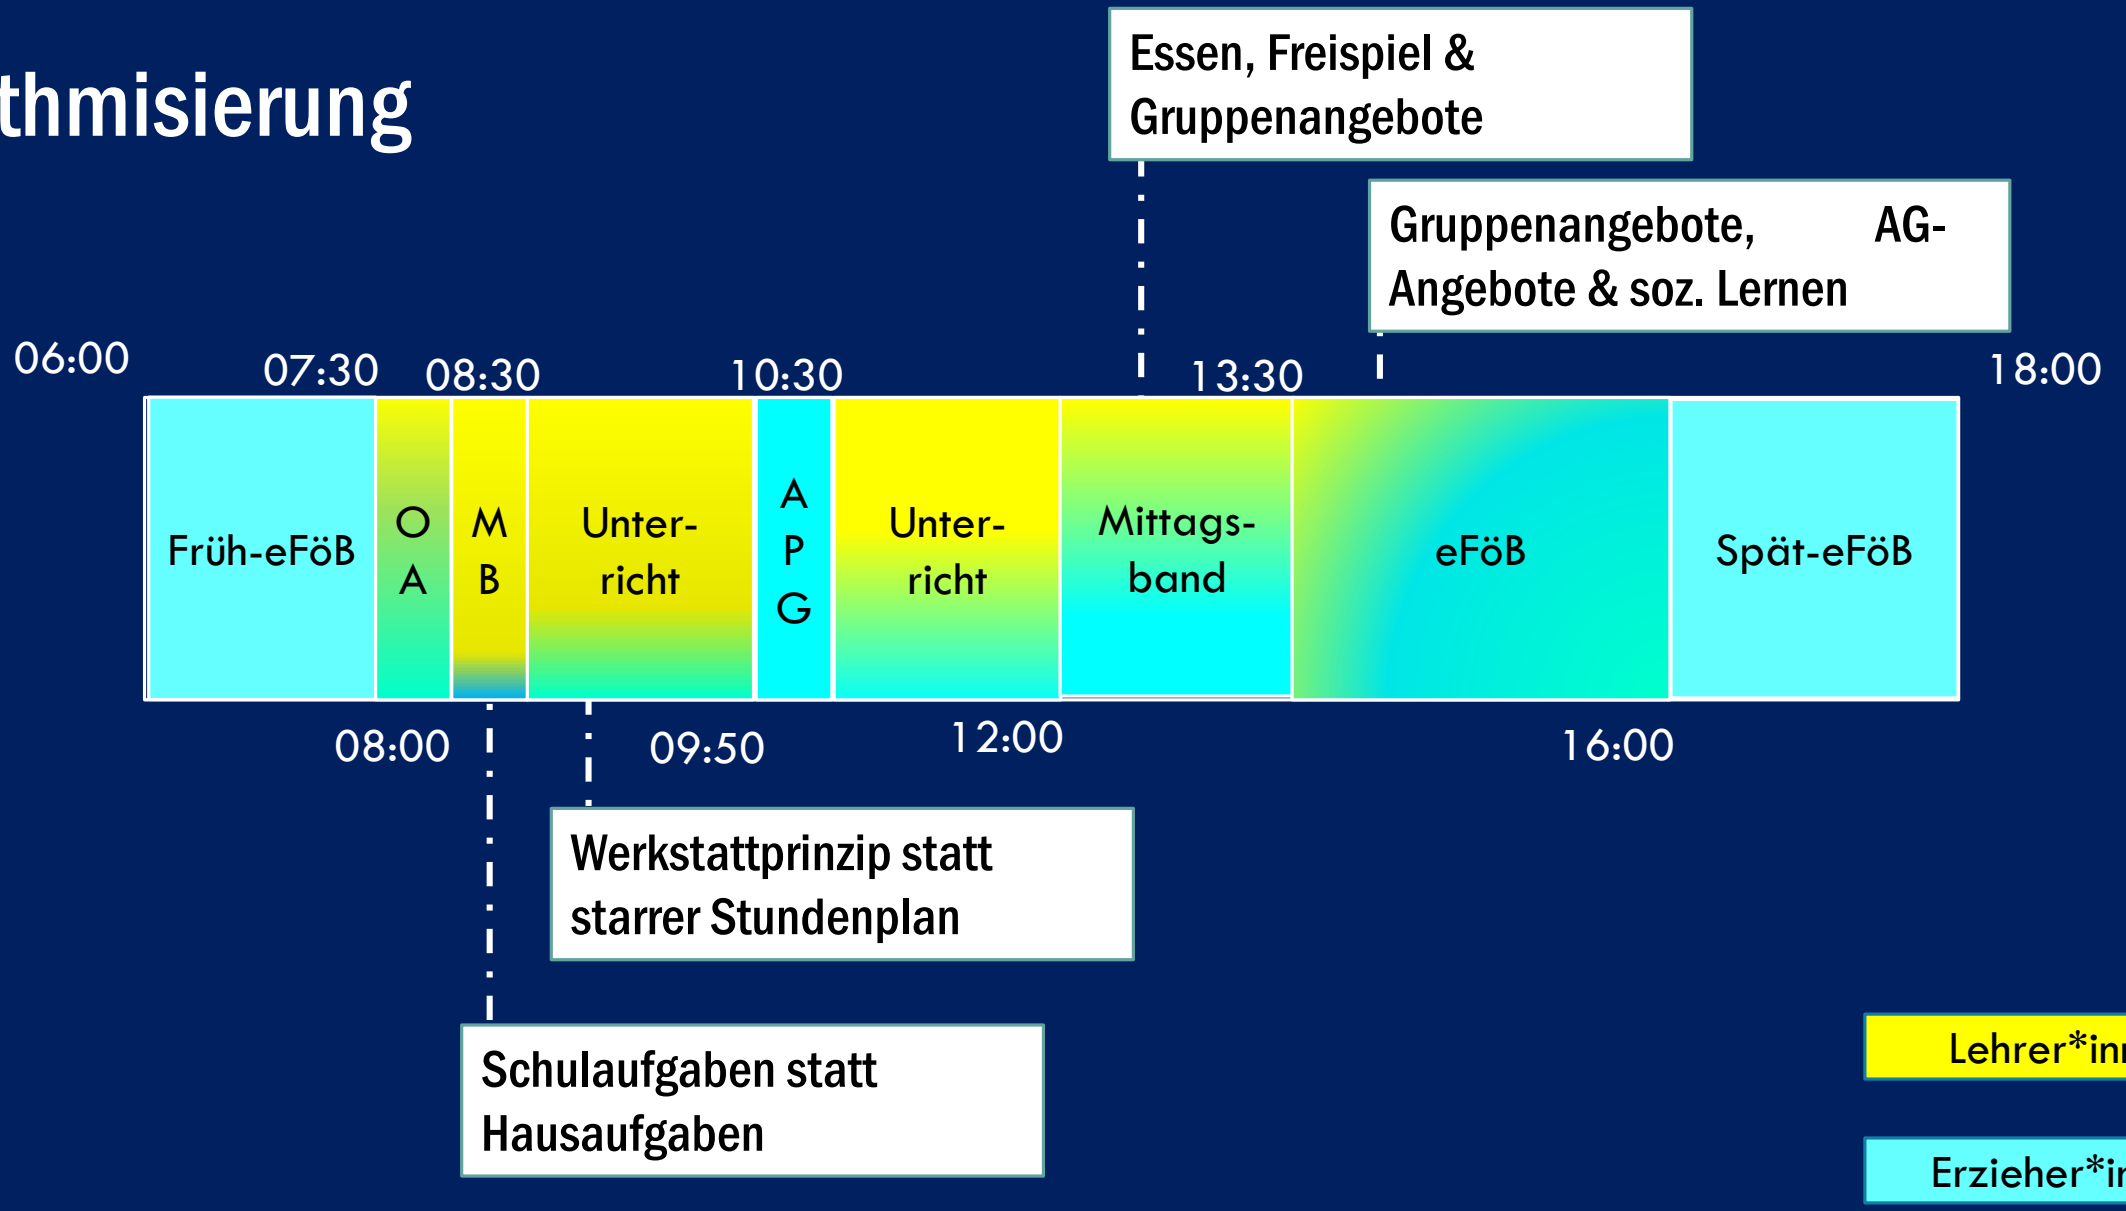 thmisierung
Essen, Freispiel &
Gruppenangebote
Gruppenangebote, AG-
Angebote & soz. Lernen
06:00
07:30
08:30
10:30
13:30
18:00
Früh-eFöB
O
A
M
B
Unter-
richt
A
P
G
Unter-
richt
Mittags-
band
eFöB
Spät-eFöB
08:00
09:50
12:00
16:00
Werkstattprinzip statt
starrer Stundenplan
Schulaufgaben statt
Hausaufgaben
Lehrer*inn
Erzieher*in